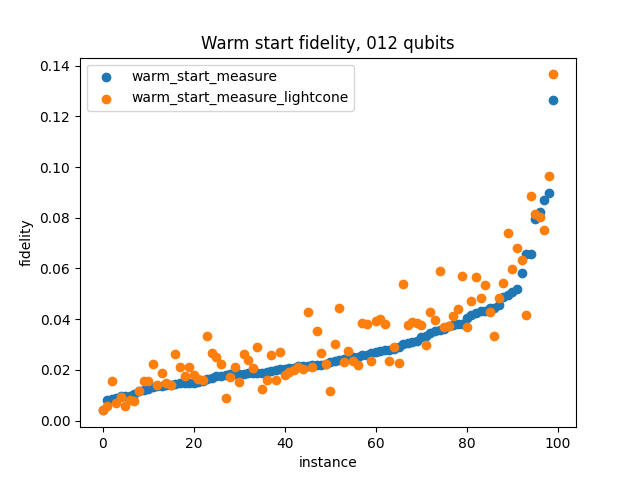 Warm start fidelity, 012 qubits
warm_start_measure
warm_start_measure_lightcone
0.14
0.12
0.10
0.08
0.06
0.04
0.02
0.00
fidelity
0 20 40 60 80 100
instance